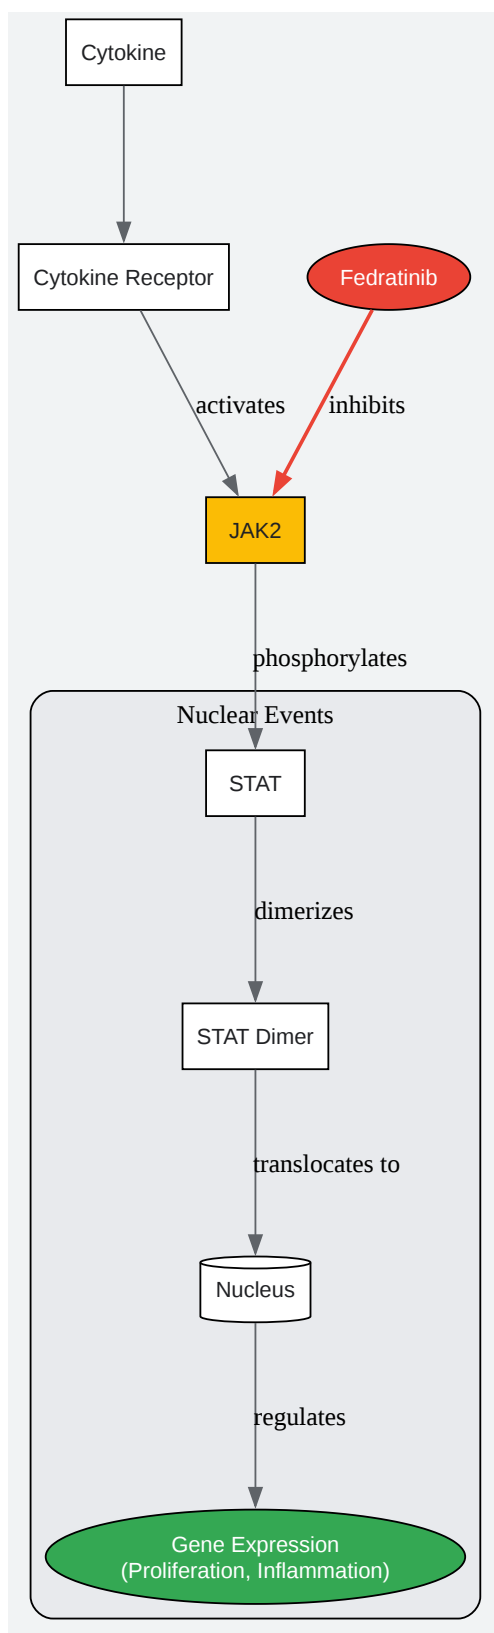 Cytokine
Cytokine Receptor
Fedratinib
activates
inhibits
JAK2
phosphorylates
Nuclear Events
STAT
dimerizes
STAT Dimer
translocates to
Nucleus
regulates
Gene Expression
(Proliferation, Inflammation)